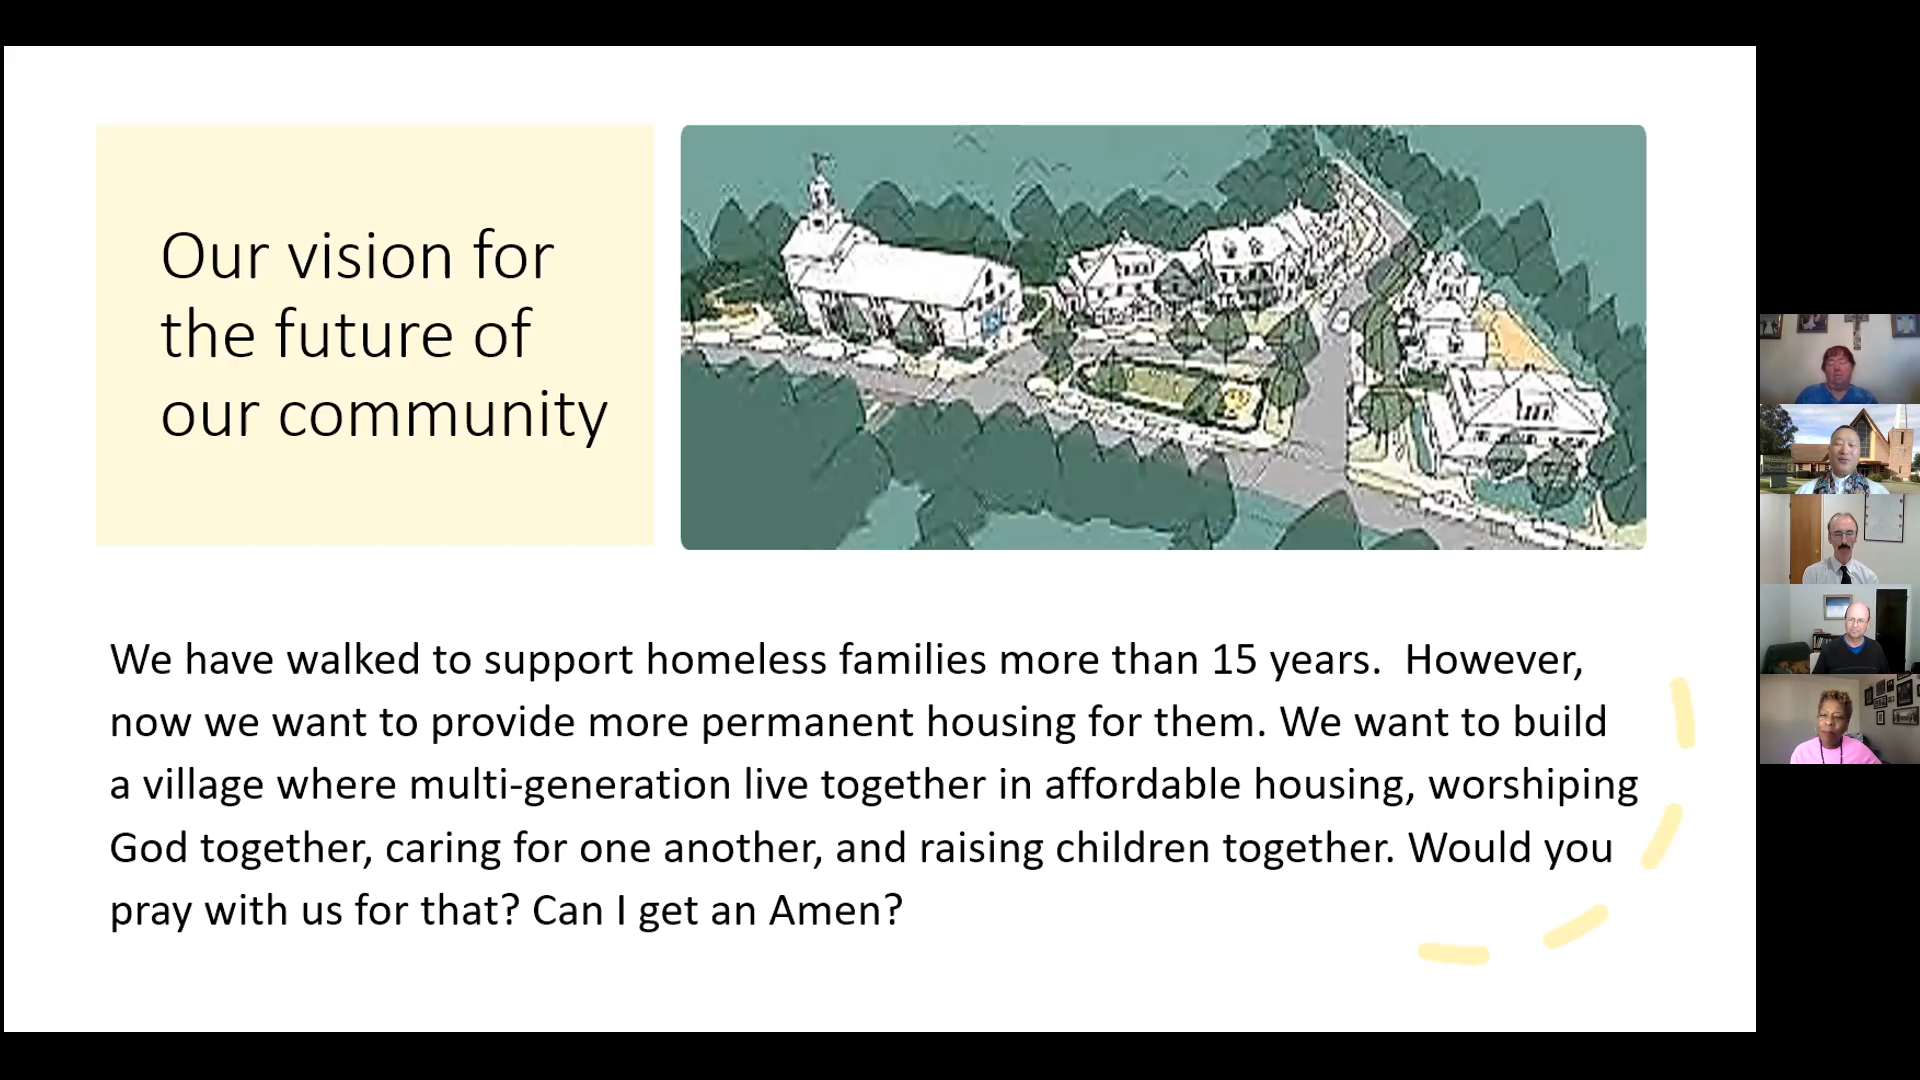 Our vision for
the future of
our community
We have walked to support homeless families more than 15 years.  However,
now we want to provide more permanent housing for them. We want to build
a village where multi-generation live together in affordable housing, worshiping
God together, caring for one another, and raising children together. Would you
pray with us for that? Can I get an Amen?